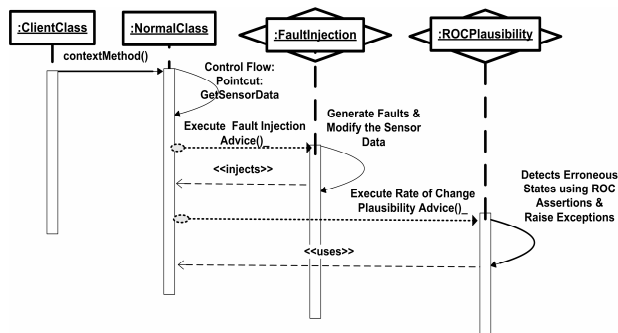 :ClientClass
:NormalClass
:FaultInjection
:ROCPlausibility
contextMethod()
Control Flow:
Pointcut:
GetSensorData
Generate Faults &
Modify the Sensor
Data
Execute Fault Injection
Advice()_
<<injects>>
Execute Rate of Change
Plausibility Advice()_
Detects Erroneous
States using ROC
Assertions &
Raise Exceptions
<<uses>>